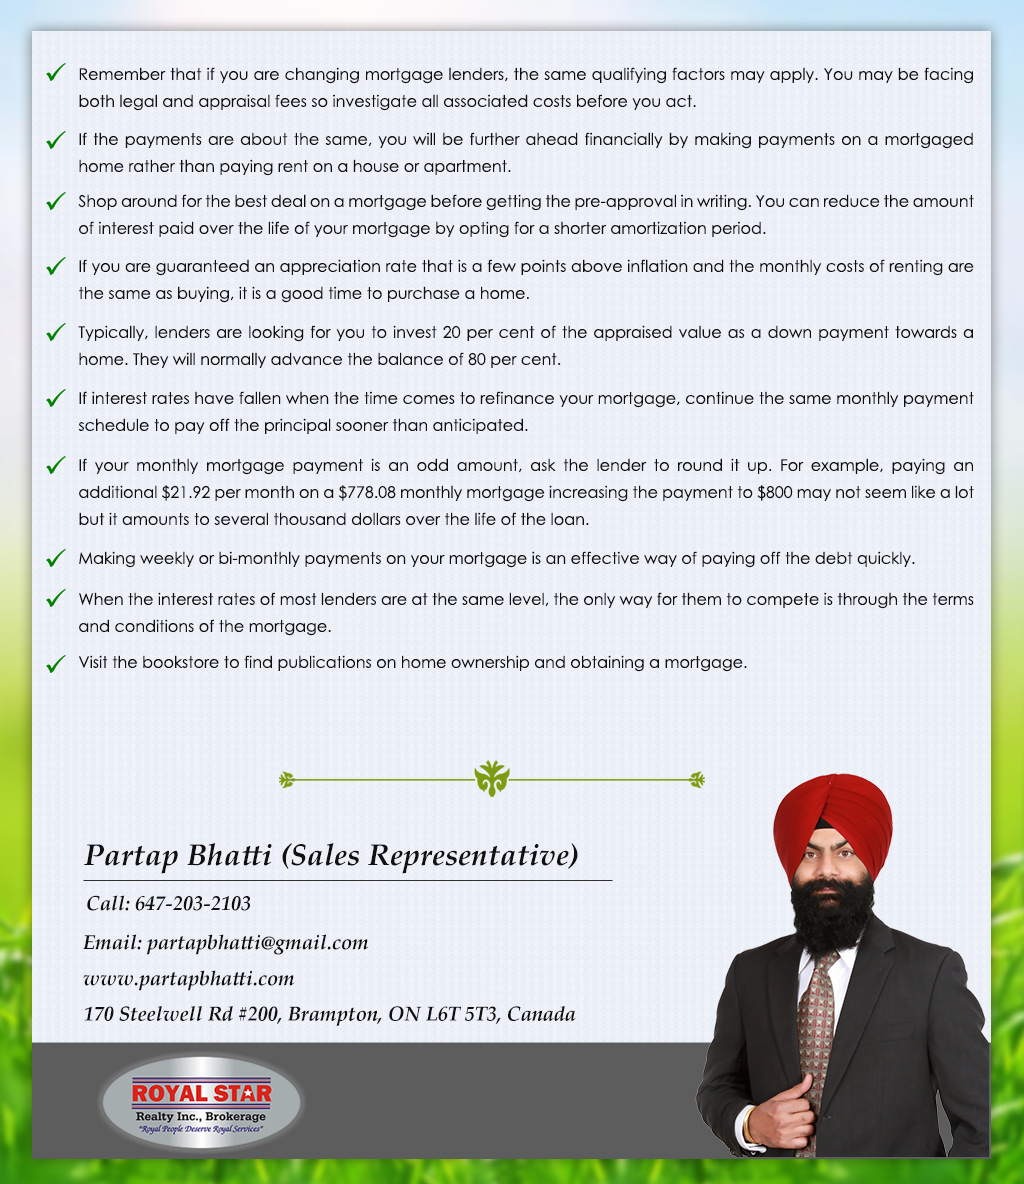 Remember that if you are changing mortgage lenders, the same qualifying factors may apply. You may be facing
both legal and appraisal fees so investigate all associated costs before you act.
If the payments are about the same, you will be further ahead financially by making payments on a mortgaged
home rather than paying rent on a house or apartment.
Shop around for the best deal on a mortgage before getting the pre-approval in writing. You can reduce the amount
of interest paid over the life of your mortgage by opting for a shorter amortization period.
If you are guaranteed an appreciation rate that is a few points above inflation and the monthly costs of renting are
the same as buying, it is a good time to purchase a home.
Typically, lenders are looking for you to invest 20 per cent of the appraised value as a down payment towards a
home. They will normally advance the balance of 80 per cent.
If interest rates have fallen when the time comes to refinance your mortgage, continue the same monthly payment
schedule to pay off the principal sooner than anticipated.
If your monthly mortgage payment is an odd amount, ask the lender to round it up. For example, paying an
additional $21.92 per month on a $778.08 monthly mortgage increasing the payment to $800 may not seem like a lot
but it amounts to several thousand dollars over the life of the loan.
Making weekly or bi-monthly payments on your mortgage is an effective way of paying off the debt quickly.
When the interest rates of most lenders are at the same level, the only way for them to compete is through the terms
and conditions of the mortgage.
Visit the bookstore to find publications on home ownership and obtaining a mortgage.
Partap Bhatti (Sales Representative)
Call: 647-203-2103
Email: partapbhatti@gmail.com
www.partapbhatti.com
170 Steelwell Rd #200, Brampton, ON L6T 5T3, Canada
ROYAL STAR
Realty Inc., Brokerage
"Royal People Deserve Royal Services"